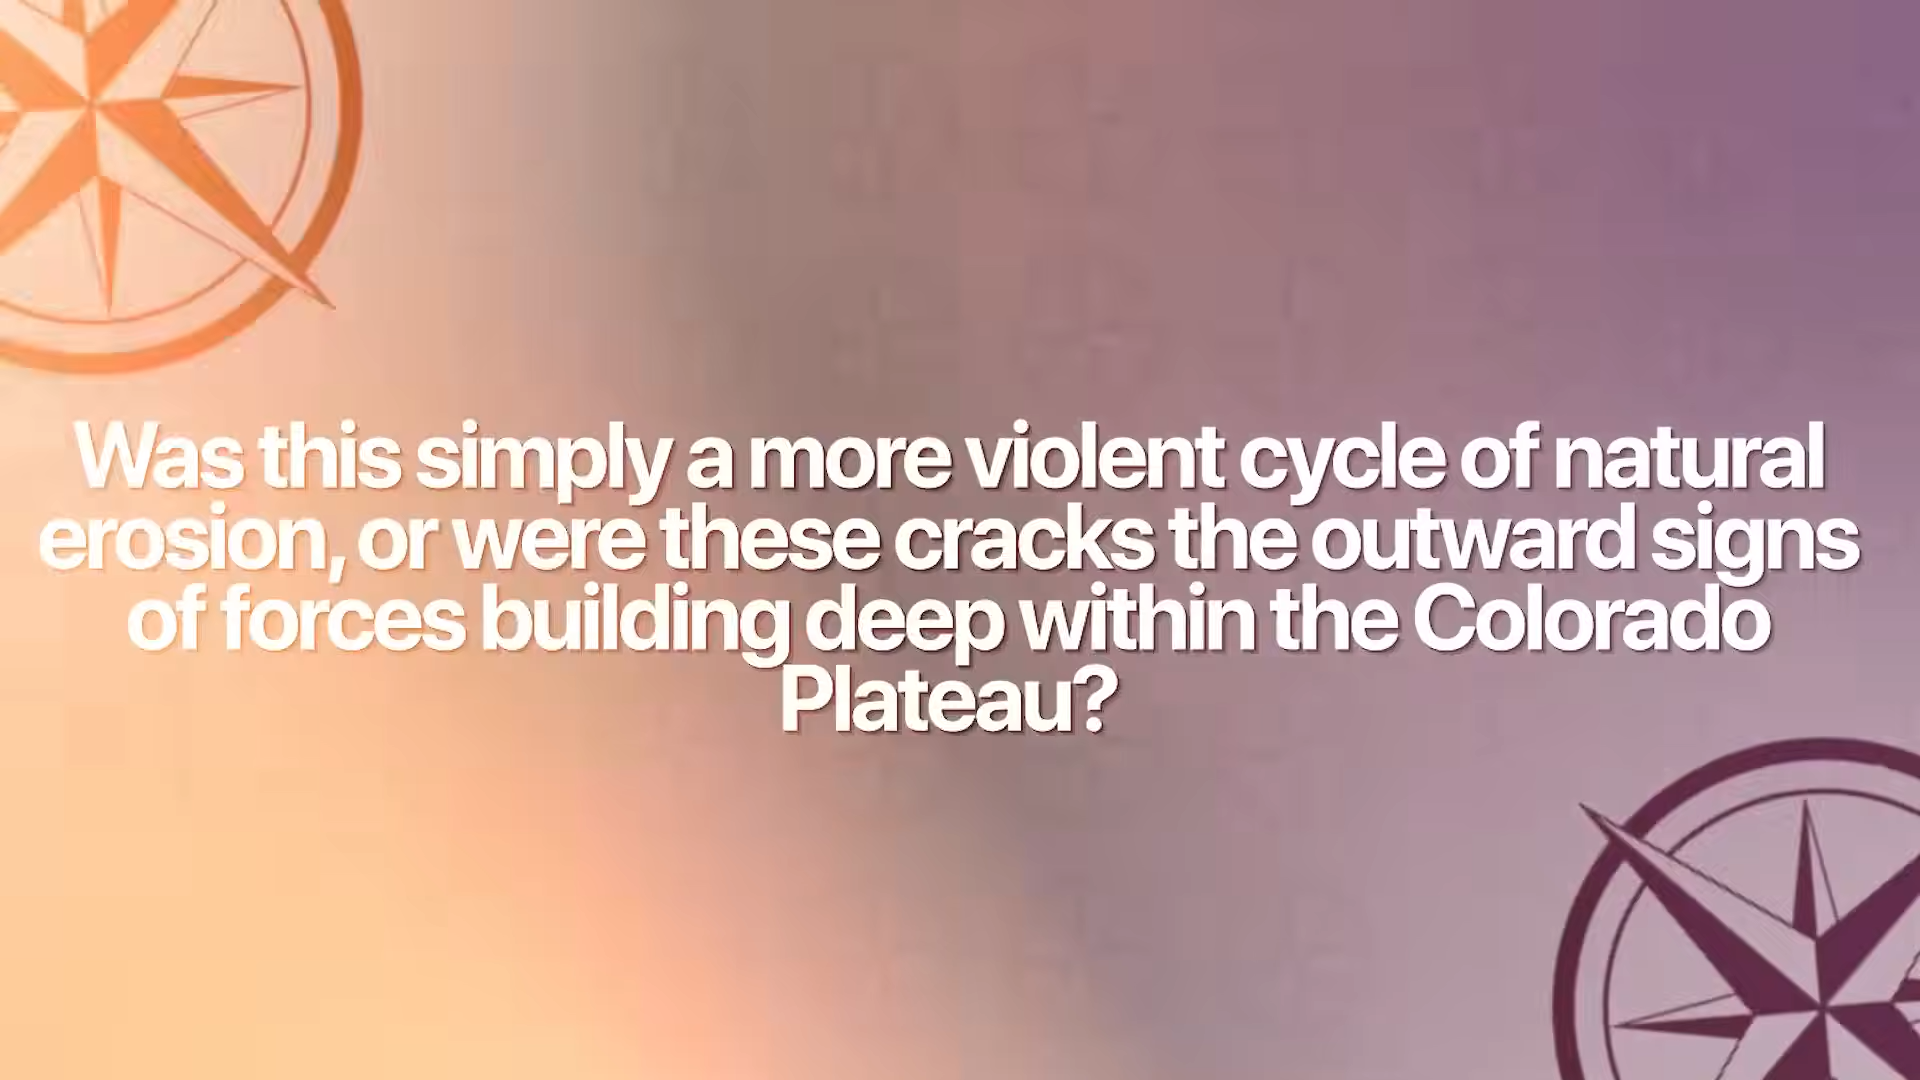 Was this simply a more violent cycle of natural
erosion, or were these cracks the outward signs
of forces building deep within the Colorado
Plateau?